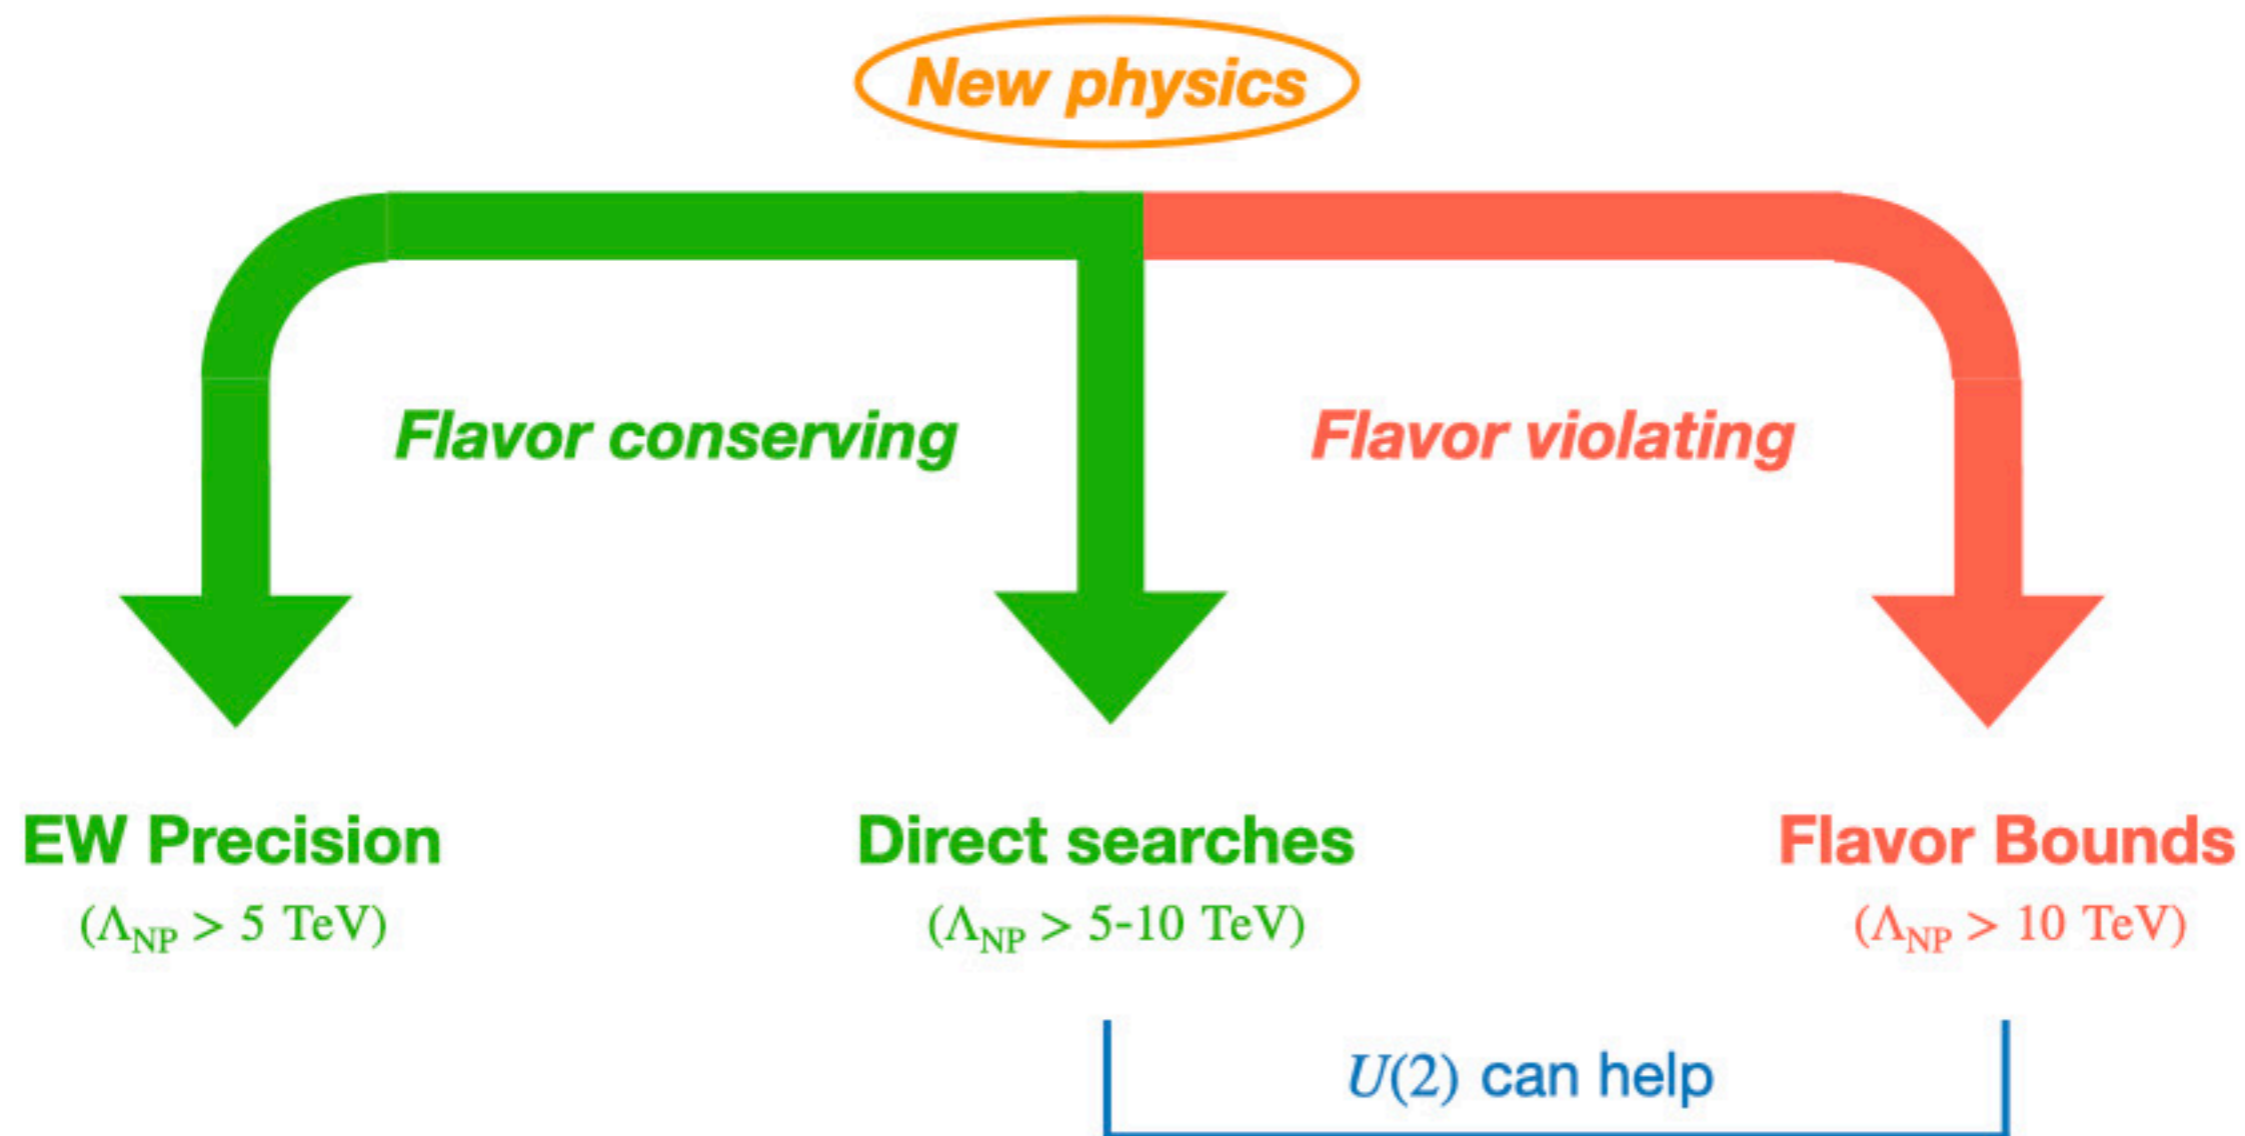 New physics
Flavor conserving
Flavor violating
EW Precision
(Λ_NP > 5 TeV)
Direct searches
(Λ_NP > 5-10 TeV)
Flavor Bounds
(Λ_NP > 10 TeV)
U(2) can help